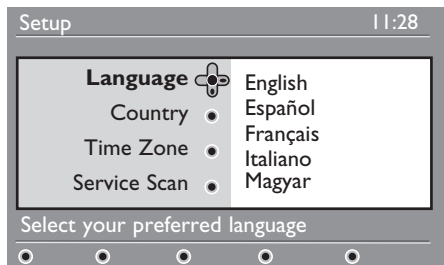 Setup 11:28
Language
Country
Time Zone
Service Scan
English
Español
Français
Italiano
Magyar
Select your preferred language